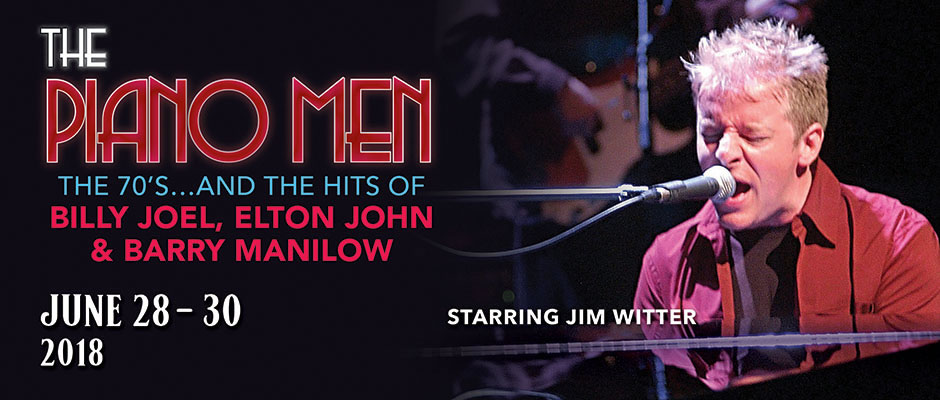 THE
PIANO MEN
THE 70'S...AND THE HITS OF
BILLY JOEL, ELTON JOHN
& BARRY MANILOW
JUNE 28 – 30
2018
STARRING JIM WITTER